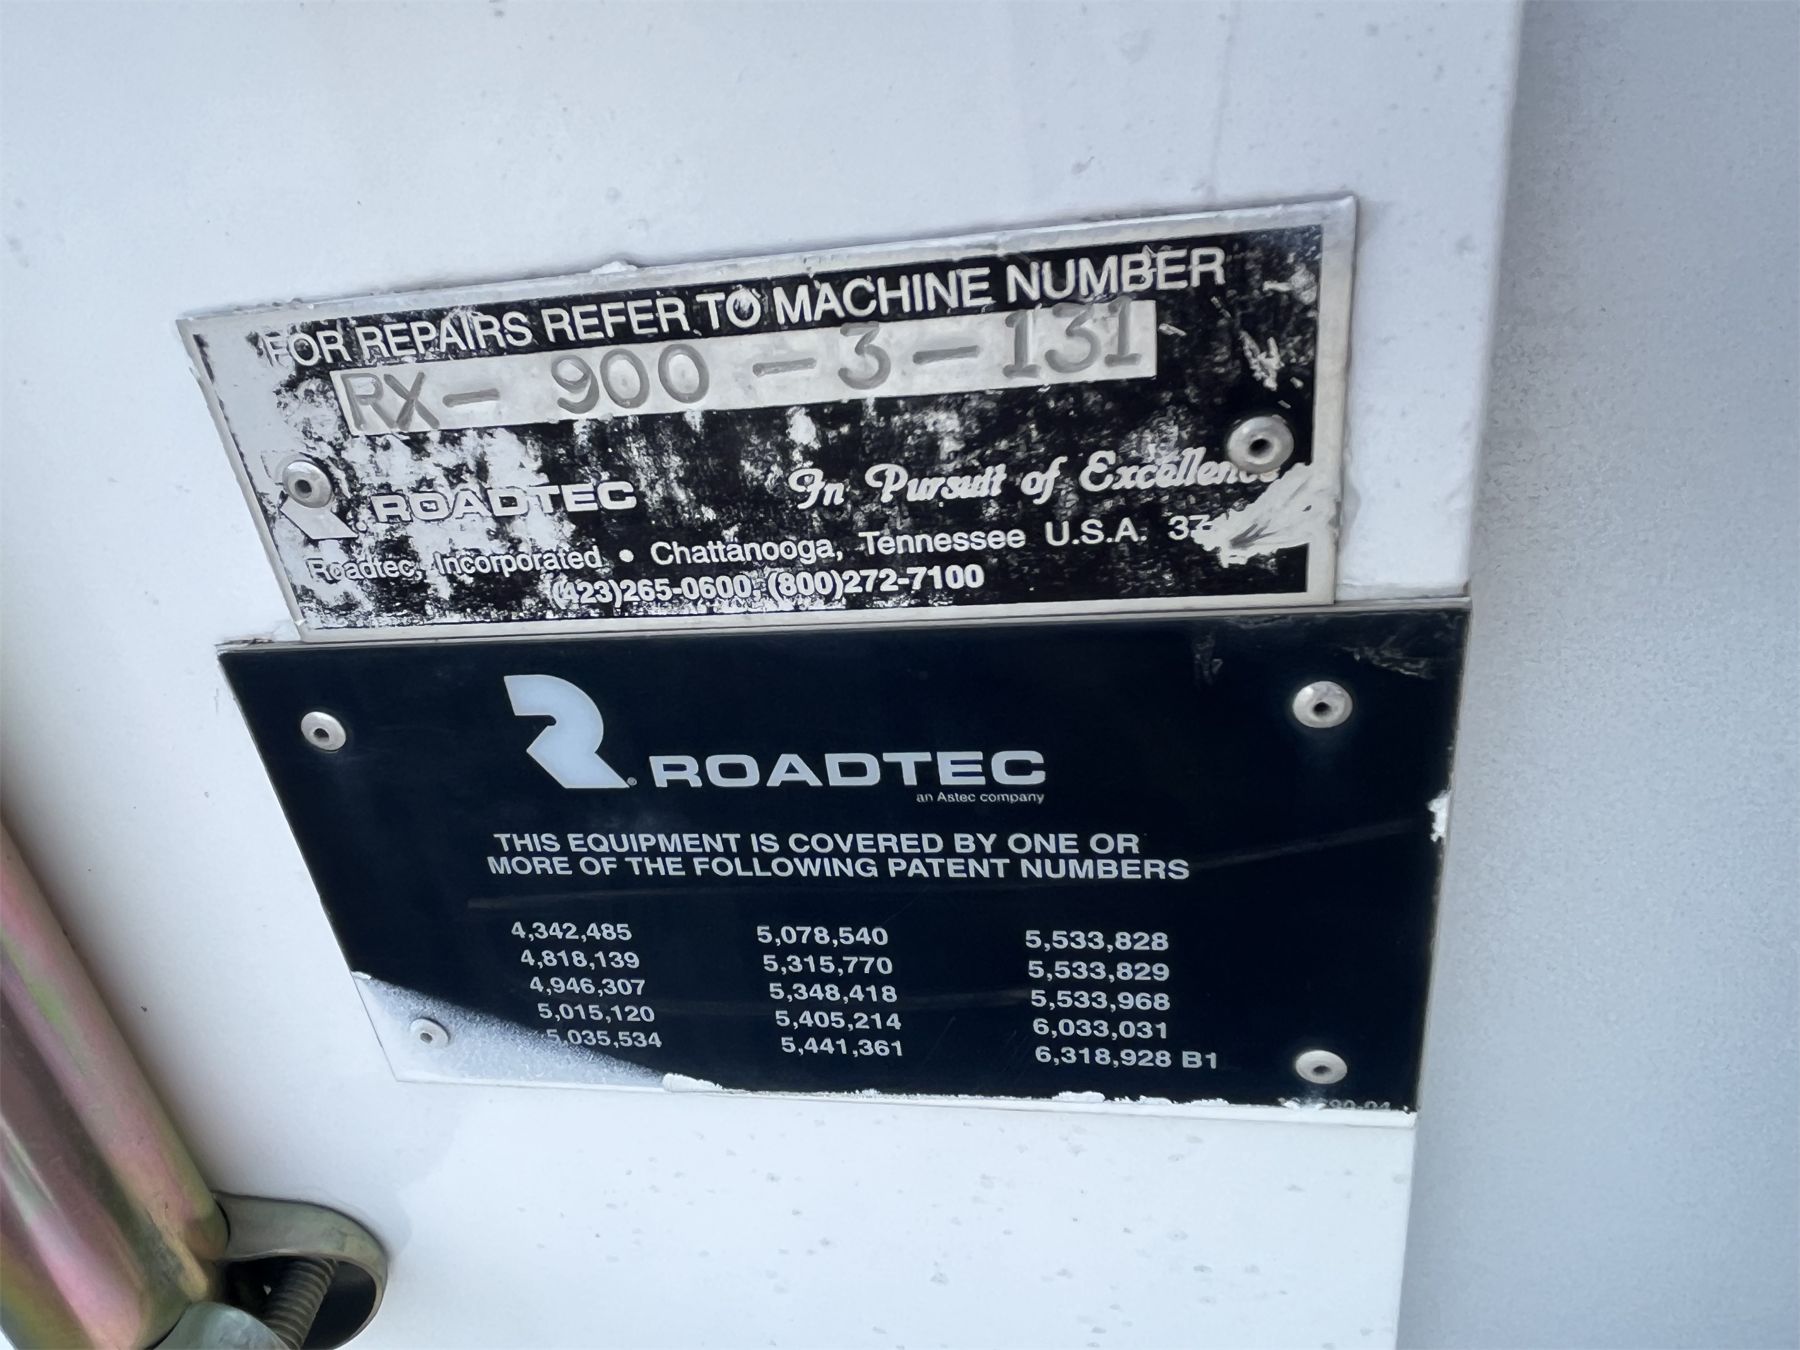 FOR REPAIRS REFER TO MACHINE NUMBER
RX- 900 - 3 - 131
ROADTEC
In Pursuit of Excellence
Roadtec, Incorporated • Chattanooga, Tennessee U.S.A.
(423)265-0600; (800)272-7100
ROADTEC
an Astec company
THIS EQUIPMENT IS COVERED BY ONE OR
MORE OF THE FOLLOWING PATENT NUMBERS
4,342,485 5,078,540 5,533,828
4,818,139 5,315,770 5,533,829
4,946,307 5,348,418 5,533,968
5,015,120 5,405,214 6,033,031
5,035,534 5,441,361 6,318,928 B1